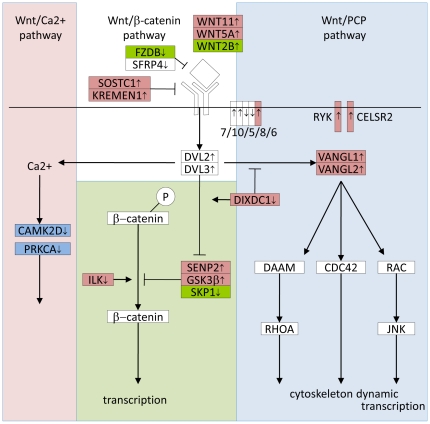 Wnt/Ca2+
pathway
Wnt/β-catenin
pathway
WNT11↑
WNT5A↑
WNT2B↑
Wnt/PCP
pathway
FZDB↓
SFRP4↓
SOSTC1↑
KREMEN1↑
↑↑↓↓↑
7/10/5/8/6
RYK ↑
↑ CELSR2
Ca2+
DVL2↑
DVL3↑
VANGL1↑
VANGL2↑
P
DIXDC1↓
β−catenin
CAMK2D↓
PRKCA↓
ILK↓
SENP2↑
GSK3β↑
SKP1↓
DAAM
CDC42
RAC
β−catenin
RHOA
JNK
transcription
cytoskeleton dynamic
transcription